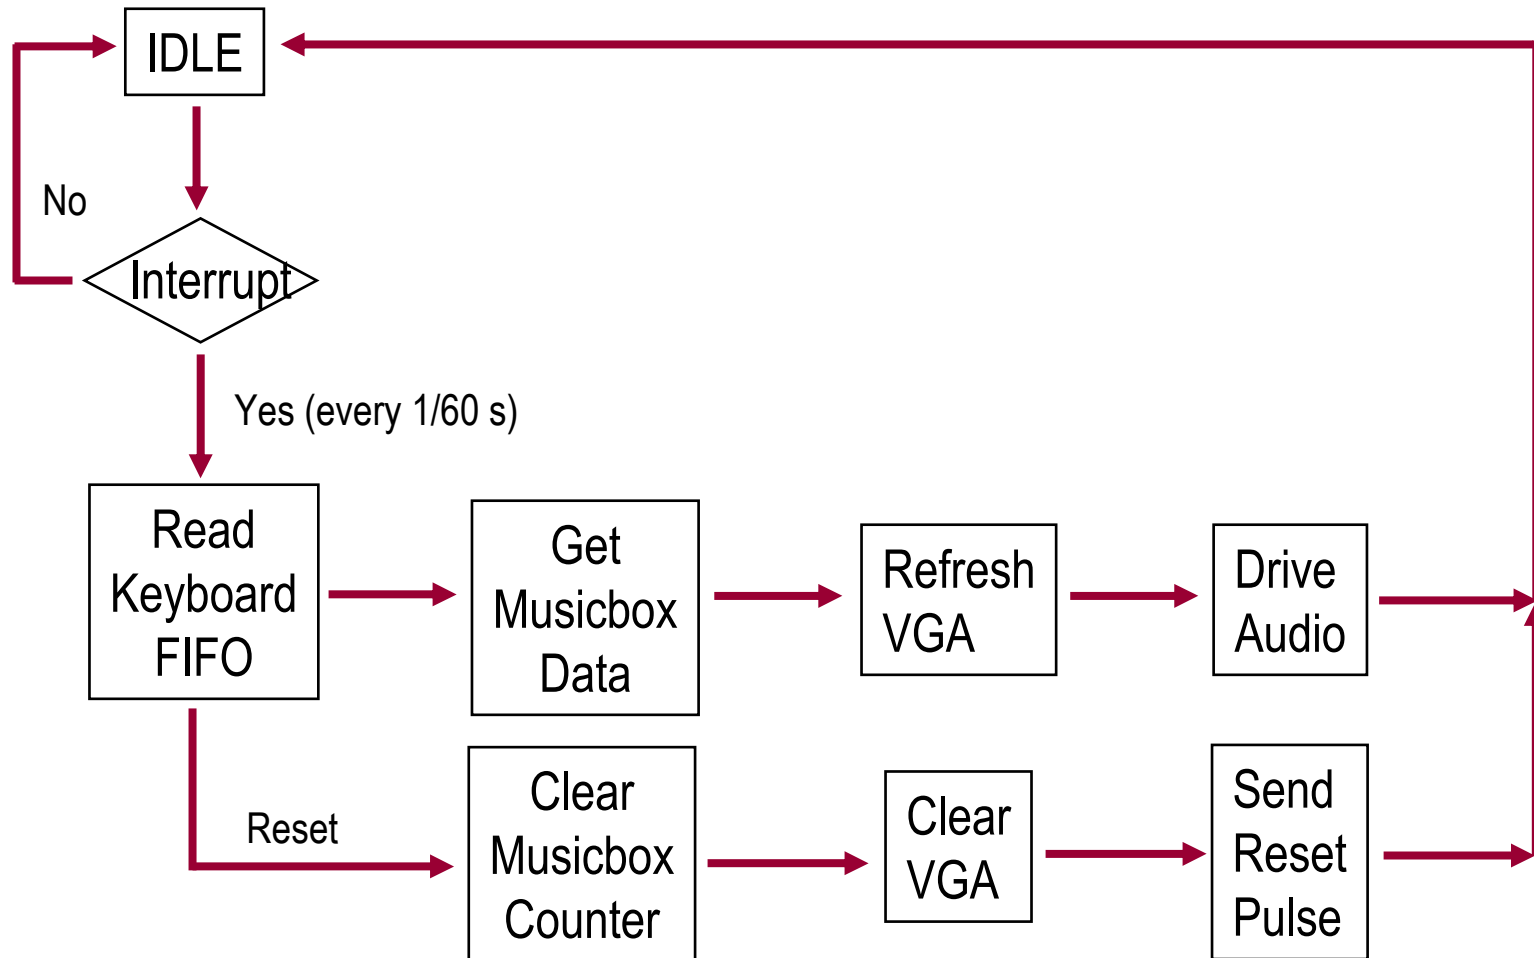 IDLE
No
Interrupt
Yes (every 1/60 s)
Read
Keyboard
FIFO
Get
Musicbox
Data
Refresh
VGA
Drive
Audio
Reset
Clear
Musicbox
Counter
Clear
VGA
Send
Reset
Pulse